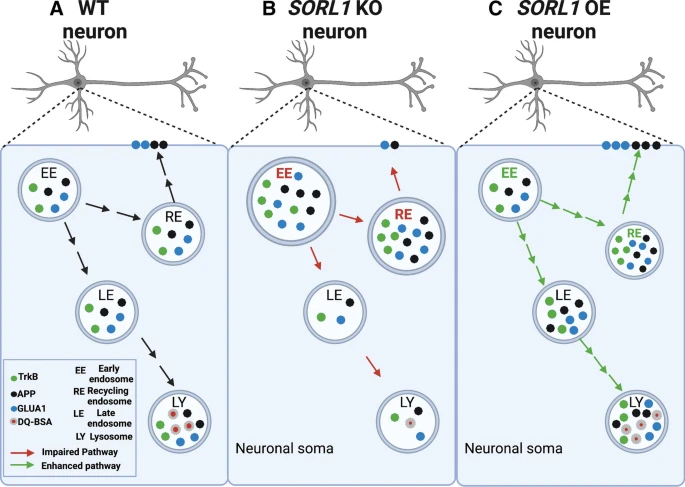 A WT
neuron
B SORL1 KO
neuron
C SORL1 OE
neuron
EE
RE
LE
LY
TrkB
APP
GLUA1
DQ-BSA
EE Early
endosome
RE Recycling
endosome
LE Late
endosome
LY Lysosome
Impaired Pathway
Enhanced pathway
EE
RE
LE
LY
Neuronal soma
EE
RE
LE
LY
Neuronal soma